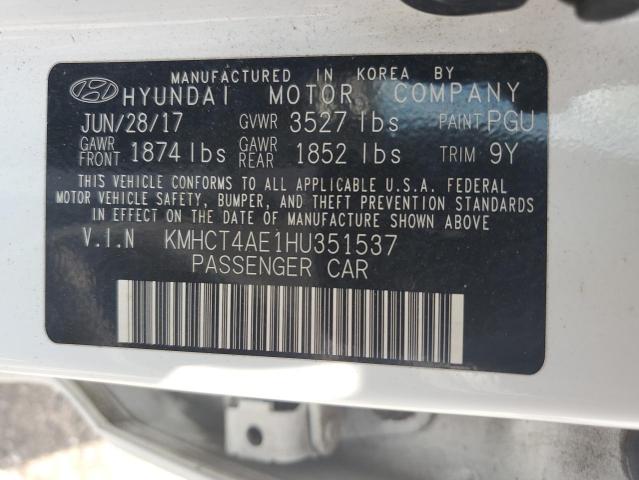 MANUFACTURED IN KOREA BY
HYUNDAI MOTOR COMPANY
JUN/28/17 GVWR 3527 lbs PAINT PGU
GAWR FRONT 1874 lbs GAWR REAR 1852 lbs TRIM 9Y
THIS VEHICLE CONFORMS TO ALL APPLICABLE U.S.A. FEDERAL
MOTOR VEHICLE SAFETY, BUMPER, AND THEFT PREVENTION STANDARDS
IN EFFECT ON THE DATE OF MANUFACTURE SHOWN ABOVE
V.I.N KMHCT4AE1HU351537
PASSENGER CAR